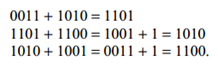 0011 + 1010 = 1101
1101 + 1100 = 1001 + 1 = 1010
1010 + 1001 = 0011 + 1 = 1100.